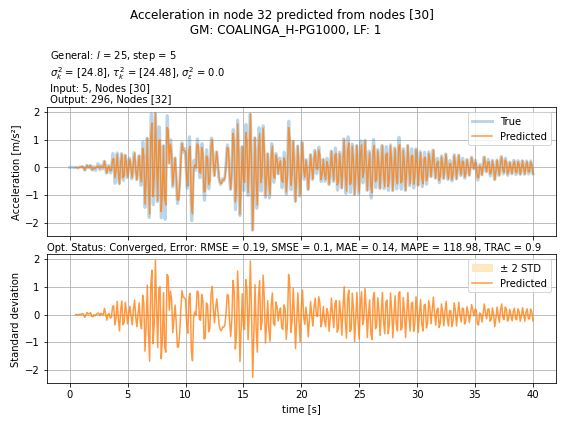 Acceleration in node 32 predicted from nodes [30]
GM: COALINGA_H-PG1000, LF: 1
General: l = 25, step = 5
σ²ₖ = [24.8], τ²ₖ = [24.48], σ²ε = 0.0
Input: 5, Nodes [30]
Output: 296, Nodes [32]
Acceleration [m/s²]
2
1
0
−1
−2
True
Predicted
Opt. Status: Converged, Error: RMSE = 0.19, SMSE = 0.1, MAE = 0.14, MAPE = 118.98, TRAC = 0.9
Standard deviation
2
1
0
−1
−2
± 2 STD
Predicted
0 5 10 15 20 25 30 35 40
time [s]